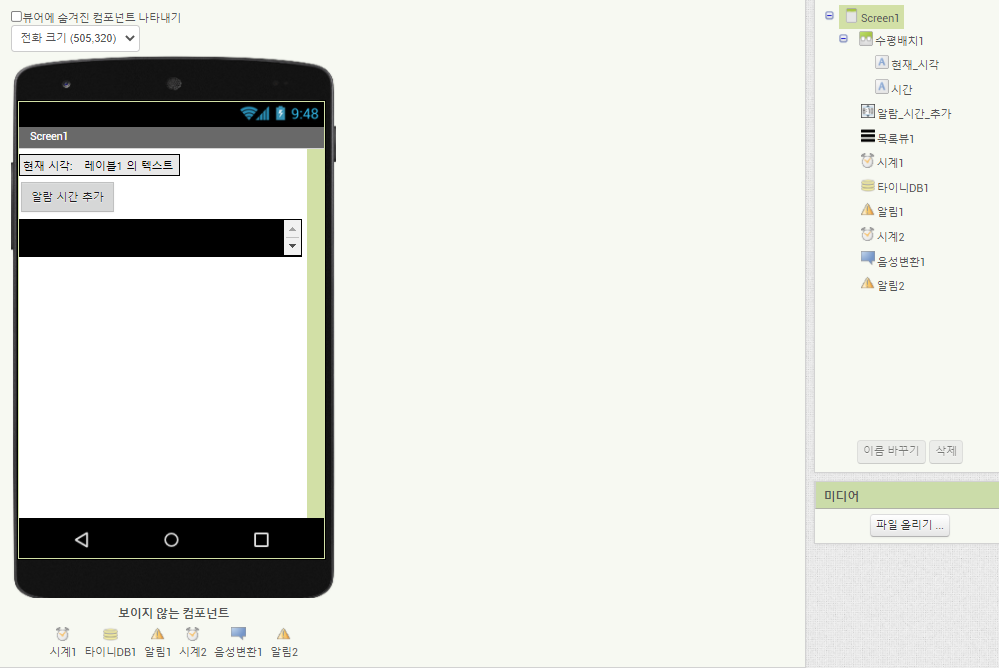 뷰어에 숨겨진 컴포넌트 나타내기
전화 크기 (505,320)
9:48
Screen1
현재 시각: 레이블1 의 텍스트
알람 시간 추가
보이지 않는 컴포넌트
시계1 타이니DB1 알림1 시계2 음성변환1 알림2
Screen1
수평배치1
현재_시각
시간
알람_시간_추가
목록뷰1
시계1
타이니DB1
알림1
시계2
음성변환1
알림2
이름 바꾸기 삭제
미디어
파일 올리기 ...